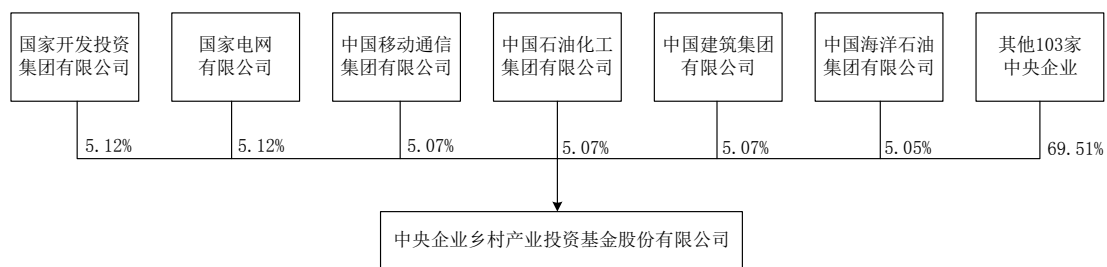 国家开发投资
集团有限公司
国家电网
有限公司
中国移动通信
集团有限公司
中国石油化工
集团有限公司
中国建筑集团
有限公司
中国海洋石油
集团有限公司
其他103家
中央企业
5.12%
5.12%
5.07%
5.07%
5.07%
5.05%
69.51%
中央企业乡村产业投资基金股份有限公司